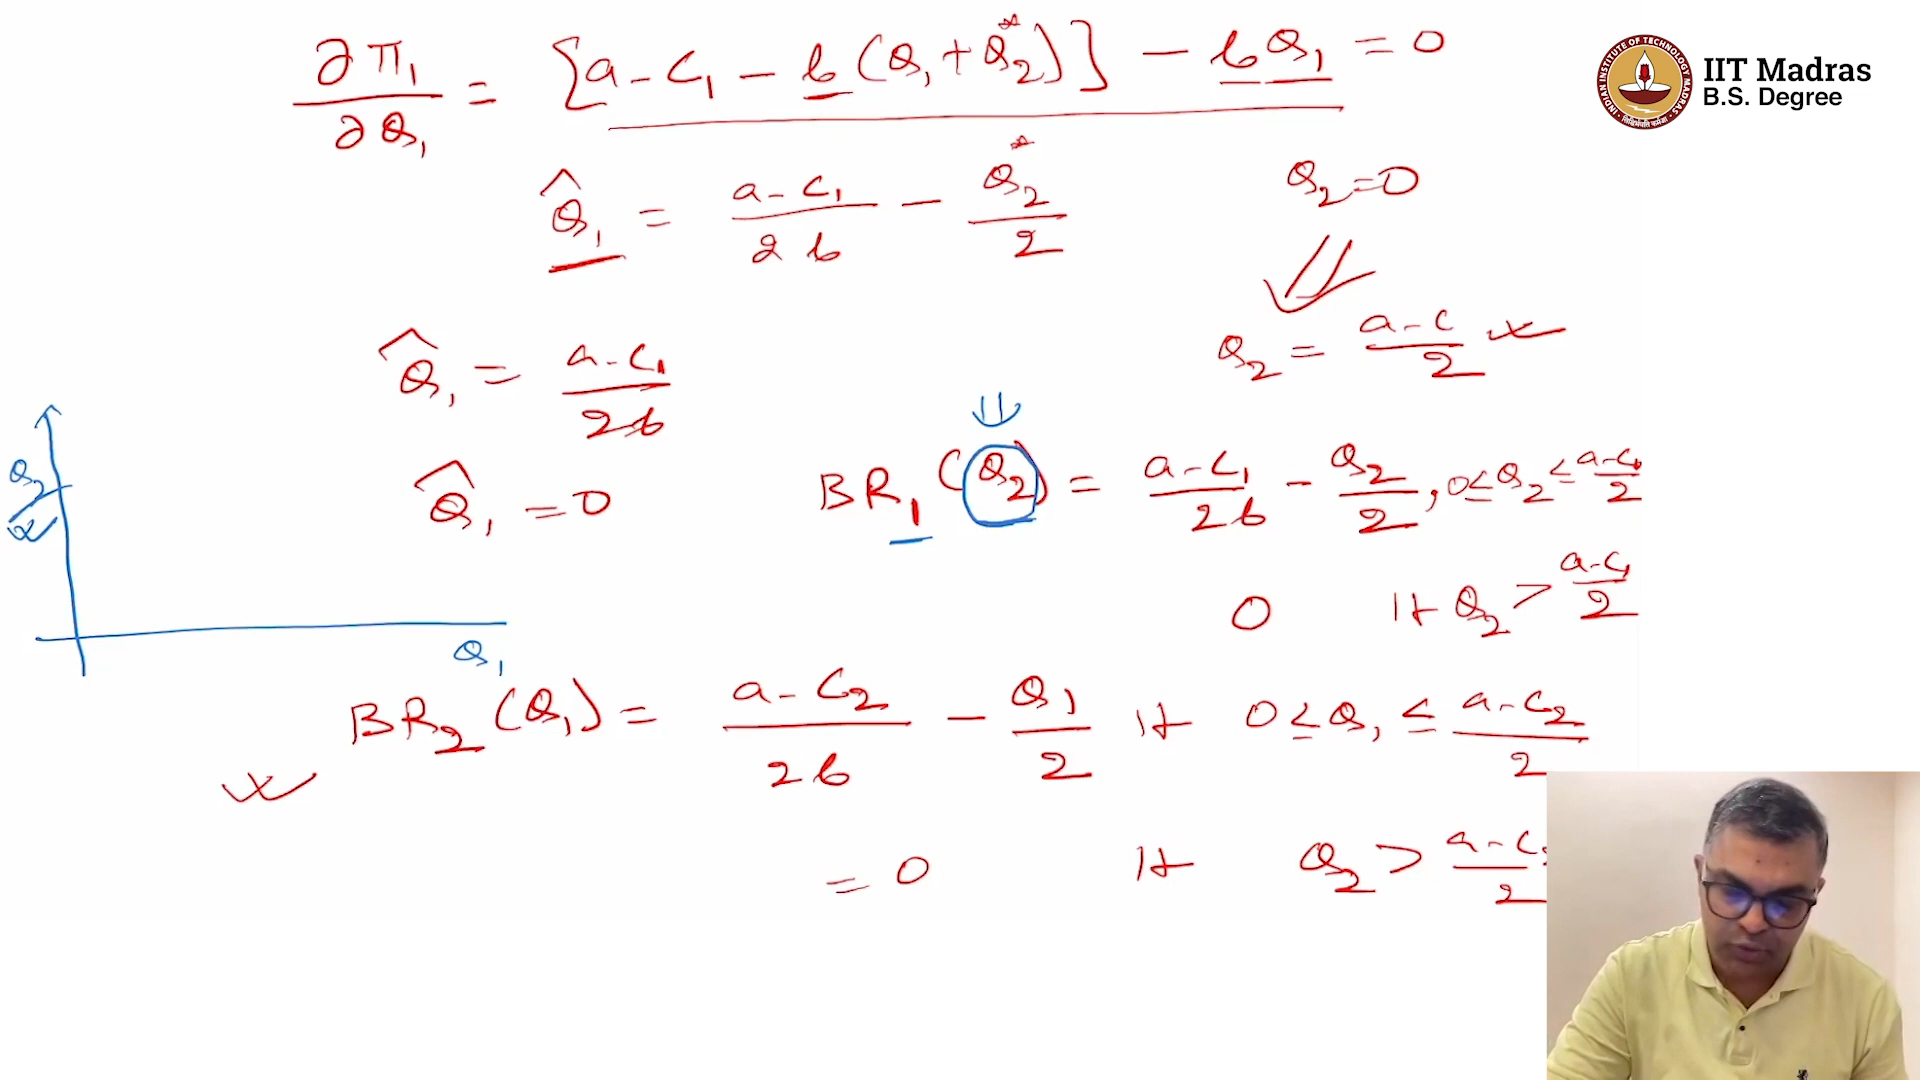 ∂π₁/∂Q₁ = {a - c₁ - b(Q₁ + Q₂*)} - bQ₁ = 0
IIT Madras
B.S. Degree
Q̂₁ = (a - c₁)/2b - Q₂*/2
Q₂ = 0
Q₂ = (a - c)/2
Q̂₁ = (a - c₁)/2b
Q̂₁ = 0
BR₁(Q₂) = (a - c₁)/2b - Q₂/2, 0 ≤ Q₂ ≤ (a - c₁)/2
0 if Q₂ > (a - c₁)/2
Q₂
Q₁
BR₂(Q₁) = (a - c₂)/2b - Q₁/2 if 0 ≤ Q₁ ≤ (a - c₂)/2
= 0 if Q₂ > (a - c₂)/2